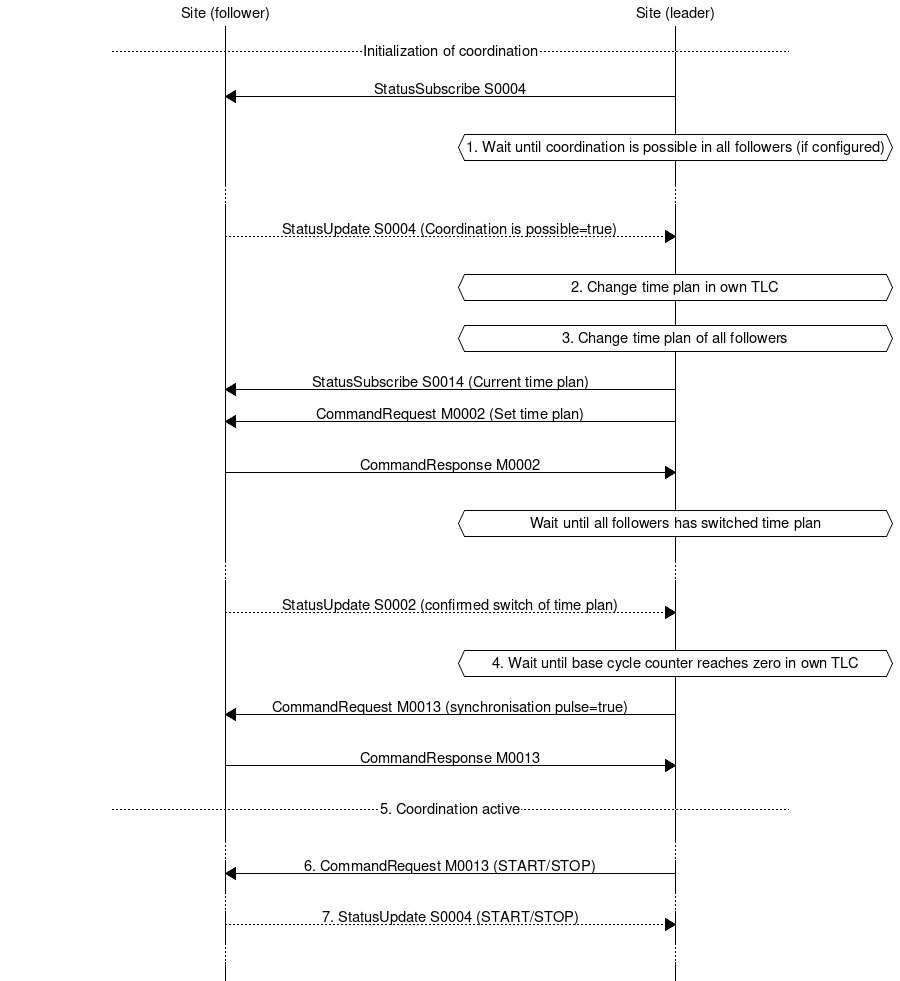 Site (follower)
Site (leader)
Initialization of coordination
StatusSubscribe S0004
1. Wait until coordination is possible in all followers (if configured)
StatusUpdate S0004 (Coordination is possible=true)
2. Change time plan in own TLC
3. Change time plan of all followers
StatusSubscribe S0014 (Current time plan)
CommandRequest M0002 (Set time plan)
CommandResponse M0002
Wait until all followers has switched time plan
StatusUpdate S0002 (confirmed switch of time plan)
4. Wait until base cycle counter reaches zero in own TLC
CommandRequest M0013 (synchronisation pulse=true)
CommandResponse M0013
5. Coordination active
6. CommandRequest M0013 (START/STOP)
7. StatusUpdate S0004 (START/STOP)